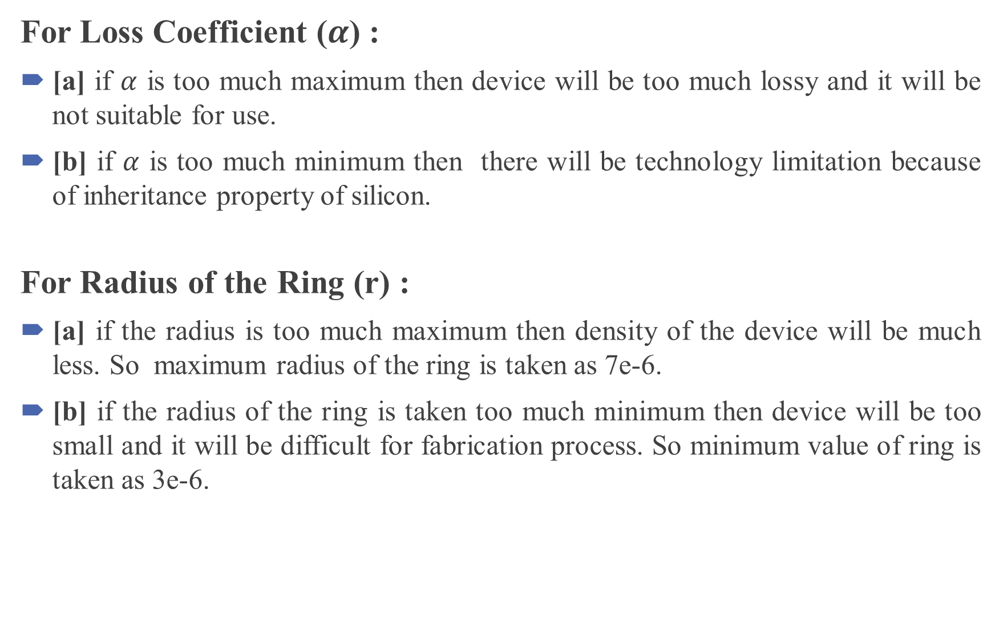 For Loss Coefficient (α) :
[a] if α is too much maximum then device will be too much lossy and it will be
not suitable for use.
[b] if α is too much minimum then there will be technology limitation because
of inheritance property of silicon.
For Radius of the Ring (r) :
[a] if the radius is too much maximum then density of the device will be much
less. So maximum radius of the ring is taken as 7e-6.
[b] if the radius of the ring is taken too much minimum then device will be too
small and it will be difficult for fabrication process. So minimum value of ring is
taken as 3e-6.